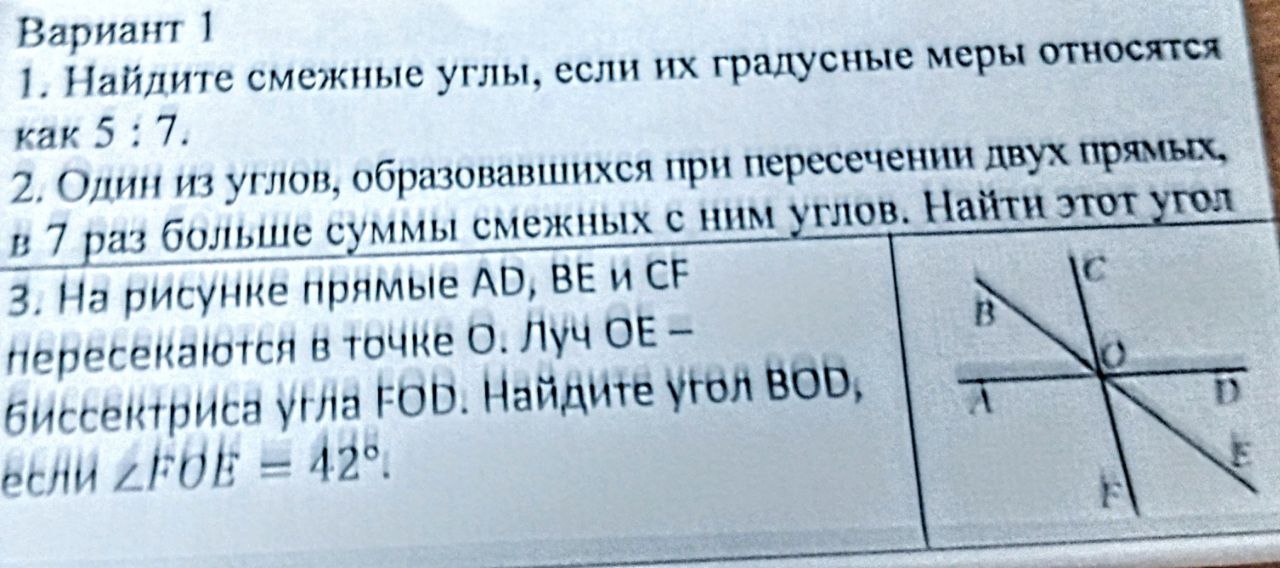 Вариант 1
1. Найдите смежные углы, если их градусные меры относятся
как 5 : 7.
2. Один из углов, образовавшихся при пересечении двух прямых,
в 7 раз больше суммы смежных с ним углов. Найти этот угол
3. На рисунке прямые AD, BE и CF
пересекаются в точке О. Луч OE –
биссектриса угла FOD. Найдите угол BOD,
если ∠FOE = 42°.
C
B
O
A
D
E
F